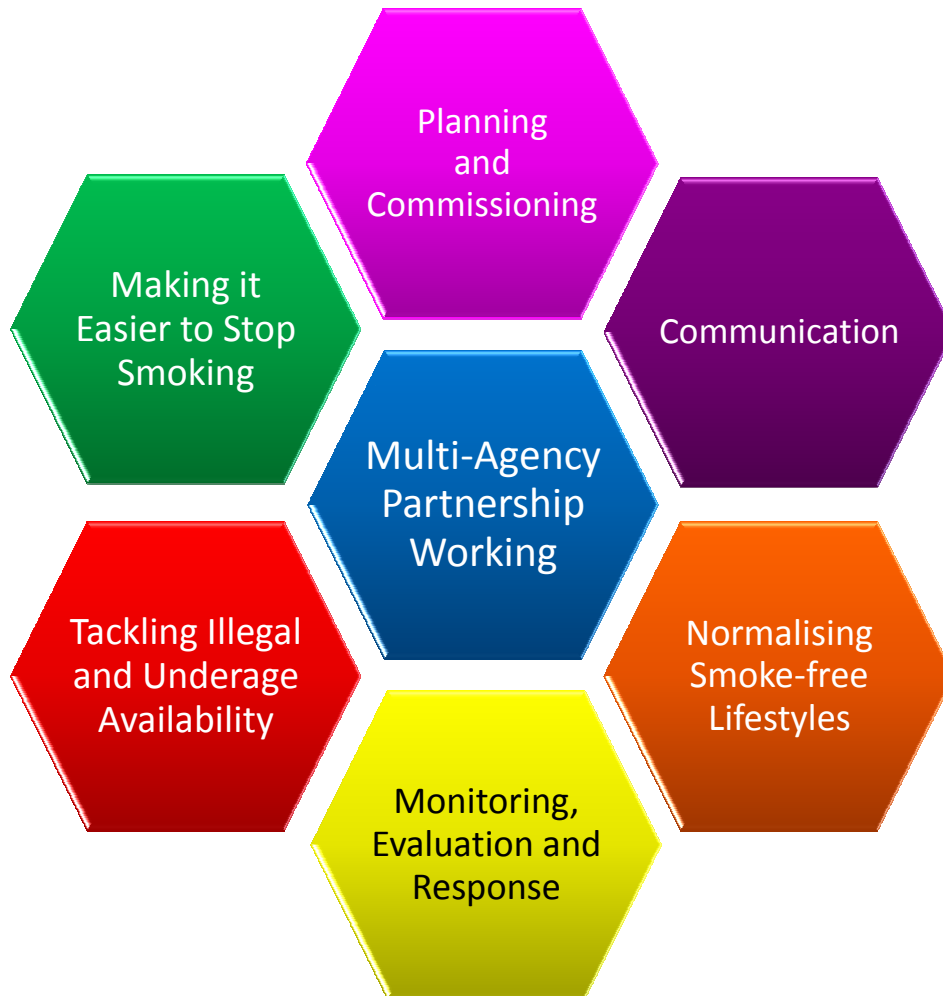 Planning
and
Commissioning
Making it
Easier to Stop
Smoking
Communication
Multi-Agency
Partnership
Working
Tackling Illegal
and Underage
Availability
Normalising
Smoke-free
Lifestyles
Monitoring,
Evaluation and
Response